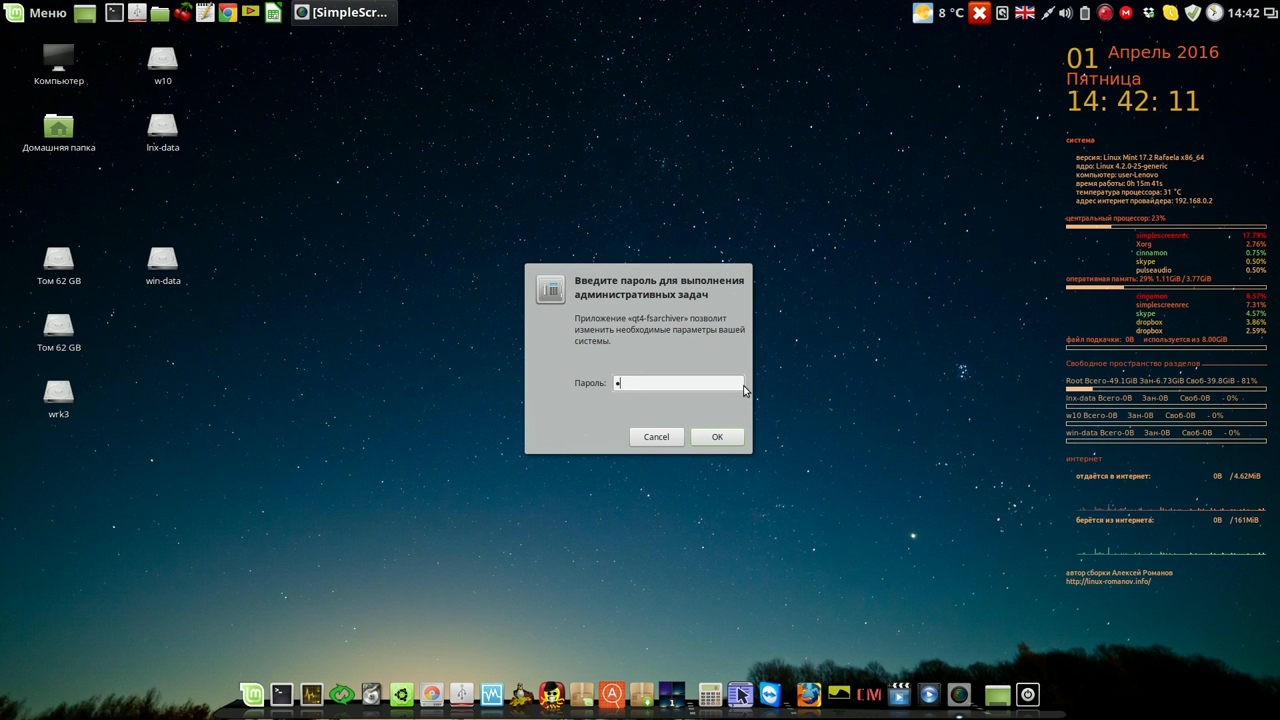 Меню
[SimpleScr...
8 °C
14:42
Компьютер
w10
Домашняя папка
lnx-data
Том 62 GB
win-data
Том 62 GB
wrk3
Введите пароль для выполнения
административных задач
Приложение «qt4-fsarchiver» позволит
изменить необходимые параметры вашей
системы.
Пароль:
Cancel
OK
01 Апрель 2016
Пятница
14: 42: 11
система
версия: Linux Mint 17.2 Rafaela x86_64
ядро: Linux 4.2.0-25-generic
компьютер: user-Lenovo
время работы: 0h 15m 41s
температура процессора: 31 °C
адрес интернет провайдера: 192.168.0.2
центральный процессор: 23%
simplescreenrec 17.79%
Xorg 2.76%
cinnamon 0.75%
skype 0.50%
pulseaudio 0.50%
оперативная память: 29% 1.11GiB / 3.77GiB
cinnamon 8.57%
simplescreenrec 7.31%
skype 4.57%
dropbox 3.86%
dropbox 2.59%
файл подкачки: 0B используется из 8.00GiB
Свободное пространство разделов
Root Всего-49.1GiB Зан-6.73GiB Своб-39.8GiB - 81%
lnx-data Всего-0B Зан-0B Своб-0B - 0%
w10 Всего-0B Зан-0B Своб-0B - 0%
win-data Всего-0B Зан-0B Своб-0B - 0%
интернет
отдаётся в интернет: 0B / 4.62MiB
берётся из интернета: 0B / 161MiB
автор сборки Алексей Романов
http://linux-romanov.info/